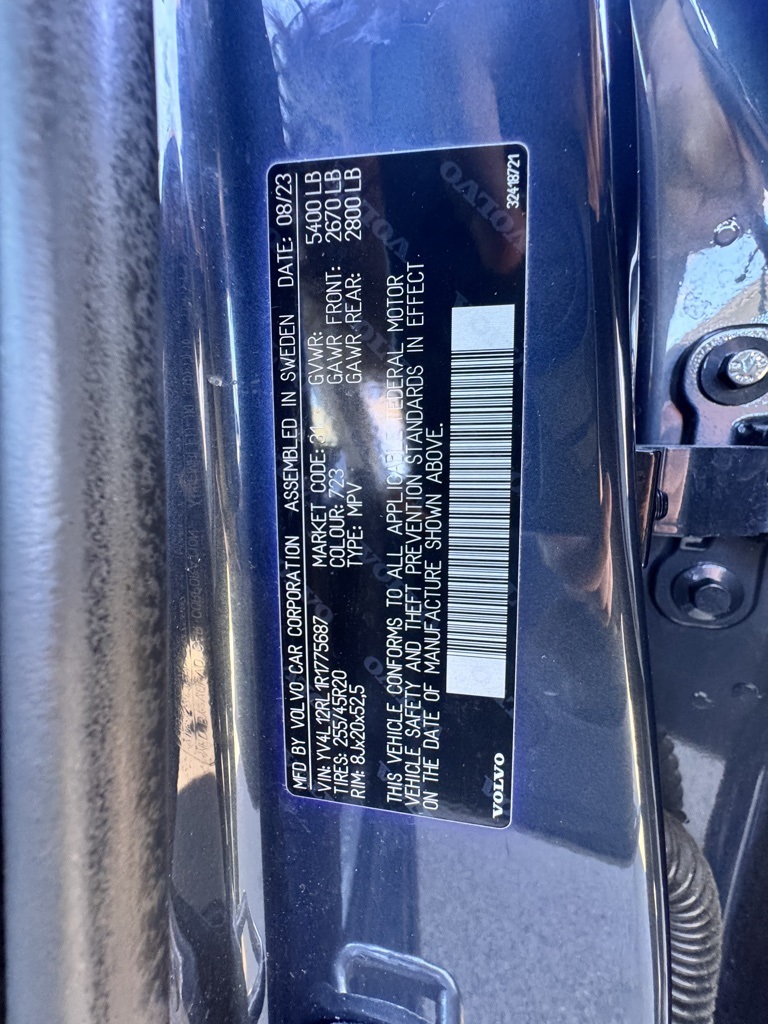 MFD BY VOLVO CAR CORPORATION ASSEMBLED IN SWEDEN DATE: 08/23
VIN: YV4L12RL1R1775687 MARKET CODE: 31 GVWR: 5400 LB
TIRES: 255/45R20 COLOUR: 723 GAWR FRONT: 2670 LB
RIM: 8Jx20x52,5 TYPE: MPV GAWR REAR: 2800 LB
THIS VEHICLE CONFORMS TO ALL APPLICABLE FEDERAL MOTOR
VEHICLE SAFETY AND THEFT PREVENTION STANDARDS IN EFFECT
ON THE DATE OF MANUFACTURE SHOWN ABOVE.
VOLVO 32418721